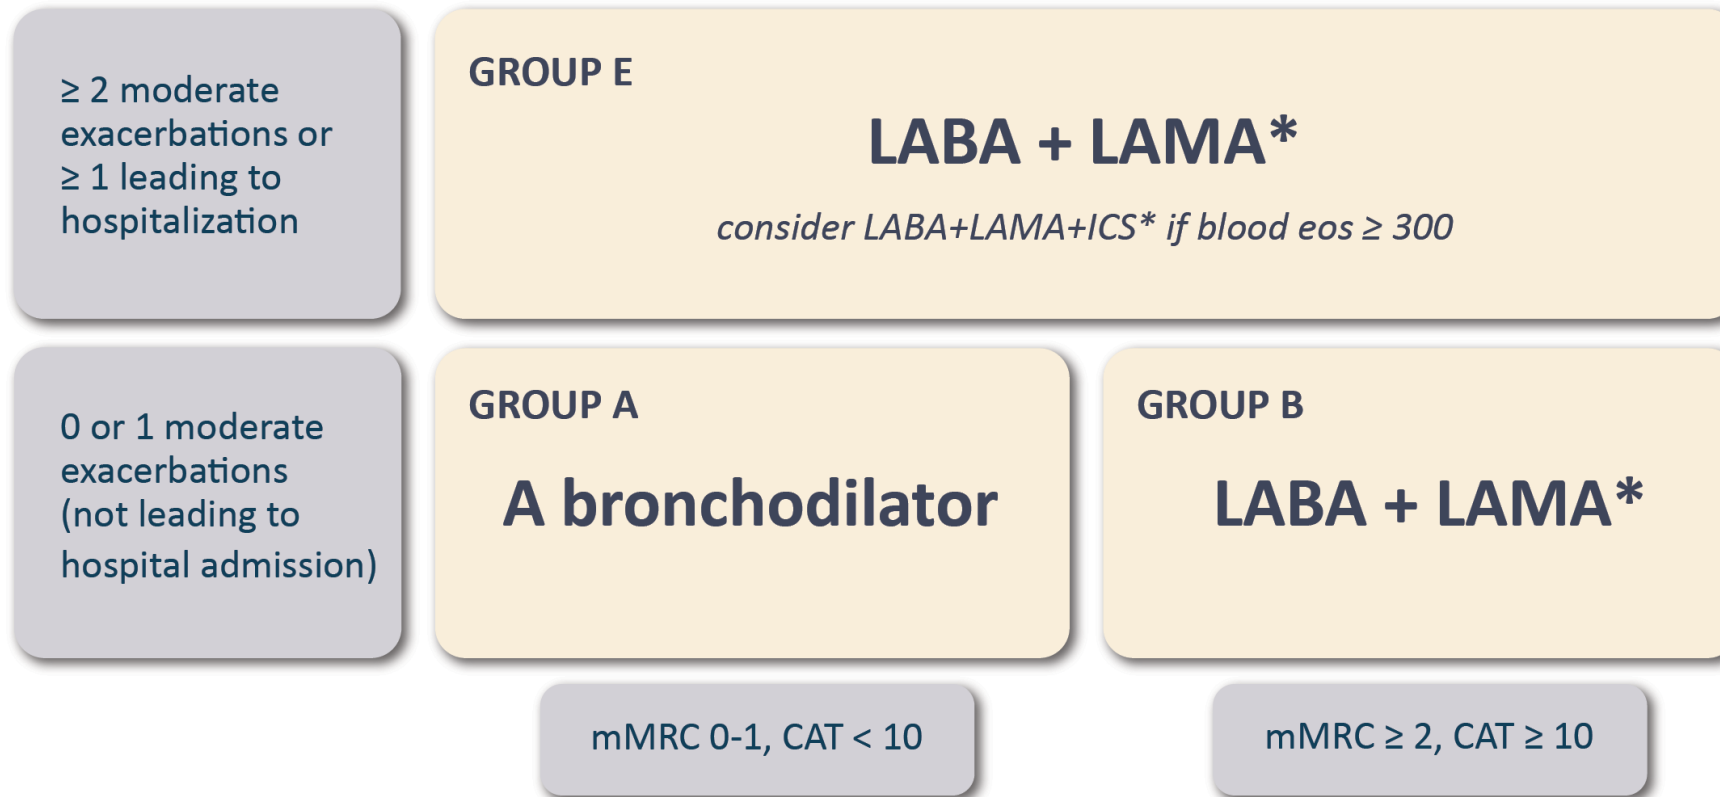 ≥ 2 moderate
exacerbations or
≥ 1 leading to
hospitalization
GROUP E
LABA + LAMA*
consider LABA+LAMA+ICS* if blood eos ≥ 300
0 or 1 moderate
exacerbations
(not leading to
hospital admission)
GROUP A
A bronchodilator
GROUP B
LABA + LAMA*
mMRC 0-1, CAT < 10
mMRC ≥ 2, CAT ≥ 10